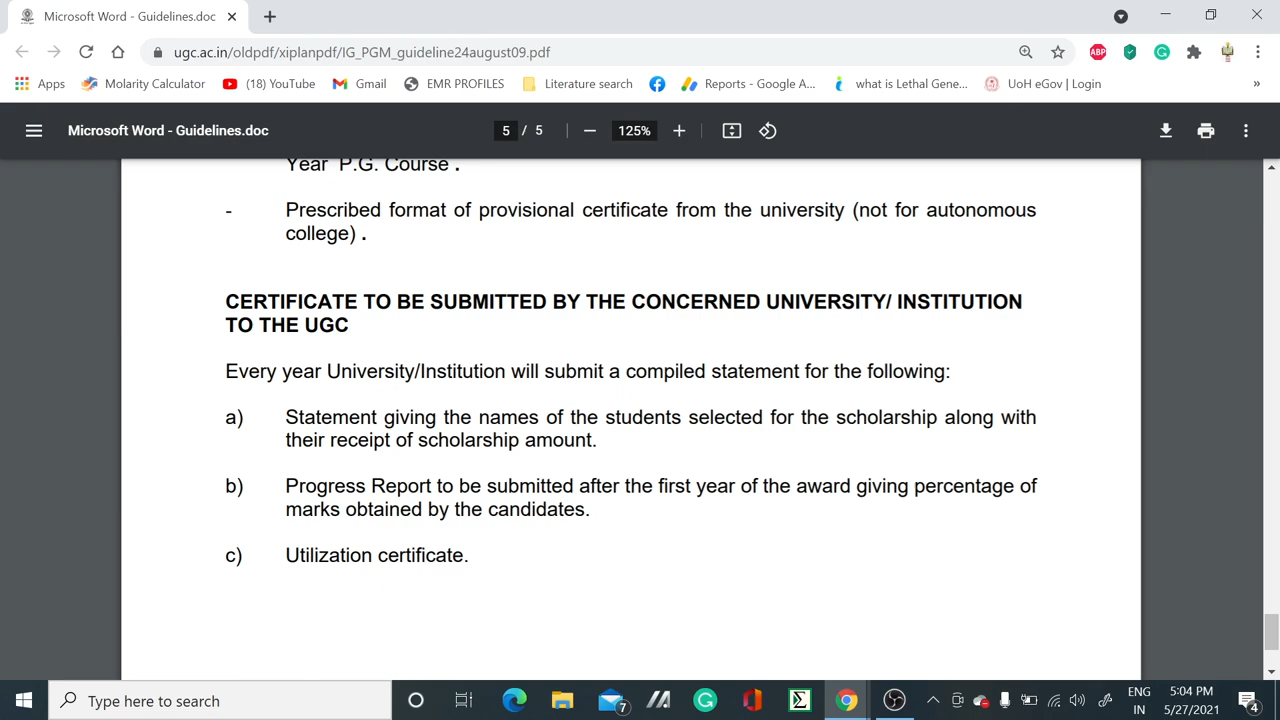 Microsoft Word - Guidelines.doc
ugc.ac.in/oldpdf/xiplanpdf/IG_PGM_guideline24august09.pdf
ABP
Apps Molarity Calculator (18) YouTube Gmail EMR PROFILES Literature search Reports - Google A... what is Lethal Gene... UoH eGov | Login »
Microsoft Word - Guidelines.doc 5 / 5 125%
Year P.G. Course .
- Prescribed format of provisional certificate from the university (not for autonomous
college) .
CERTIFICATE TO BE SUBMITTED BY THE CONCERNED UNIVERSITY/ INSTITUTION
TO THE UGC
Every year University/Institution will submit a compiled statement for the following:
a) Statement giving the names of the students selected for the scholarship along with
their receipt of scholarship amount.
b) Progress Report to be submitted after the first year of the award giving percentage of
marks obtained by the candidates.
c) Utilization certificate.
Type here to search
7
ENG
IN
5:04 PM
5/27/2021
4